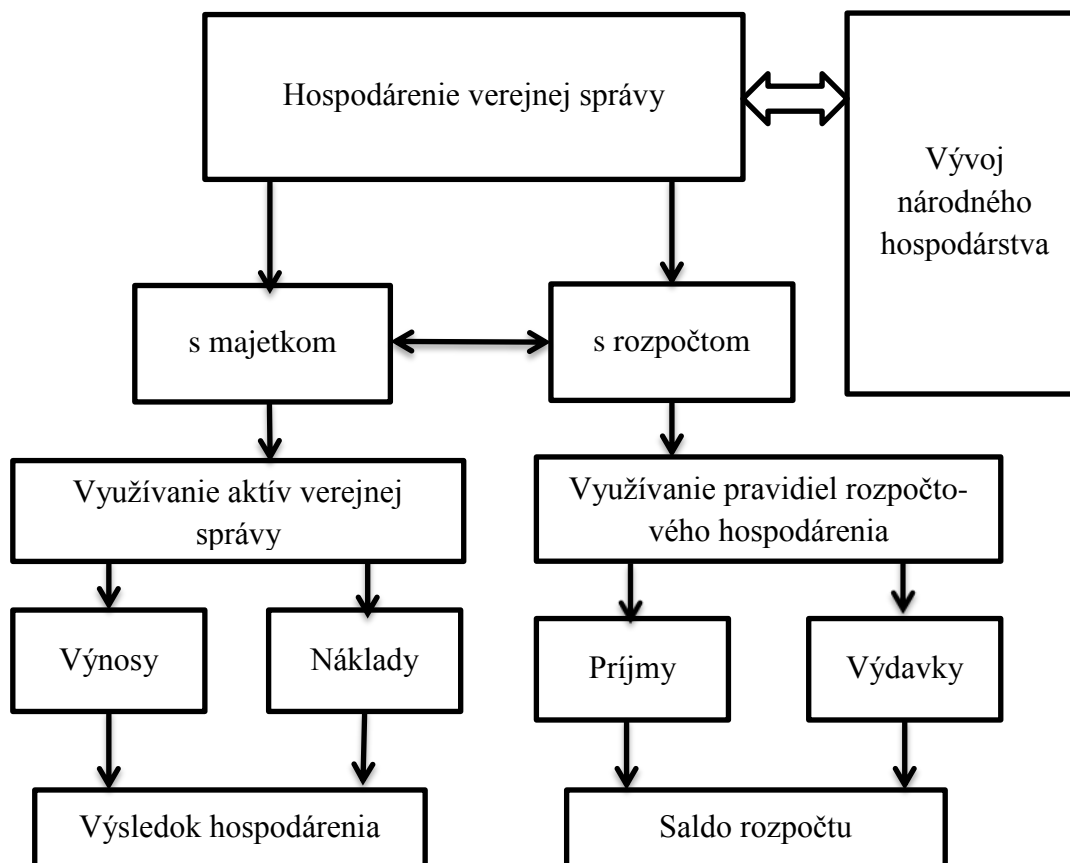 Hospodárenie verejnej správy
Vývoj
národného
hospodárstva
s majetkom
s rozpočtom
Využívanie aktív verejnej
správy
Využívanie pravidiel rozpočto-
vého hospodárenia
Výnosy
Náklady
Príjmy
Výdavky
Výsledok hospodárenia
Saldo rozpočtu